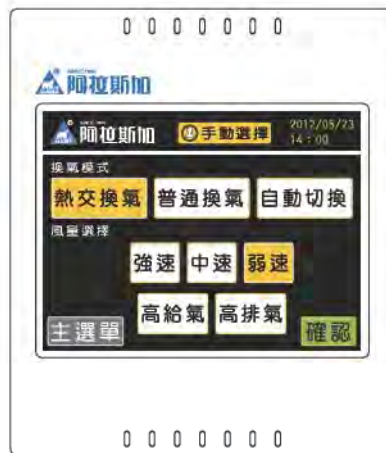 阿拉斯加
阿拉斯加 手動選擇 2012/05/23
14:00
換氣模式
熱交換氣 普通換氣 自動切換
風量選擇
強速 中速 弱速
高給氣 高排氣
主選單 確認